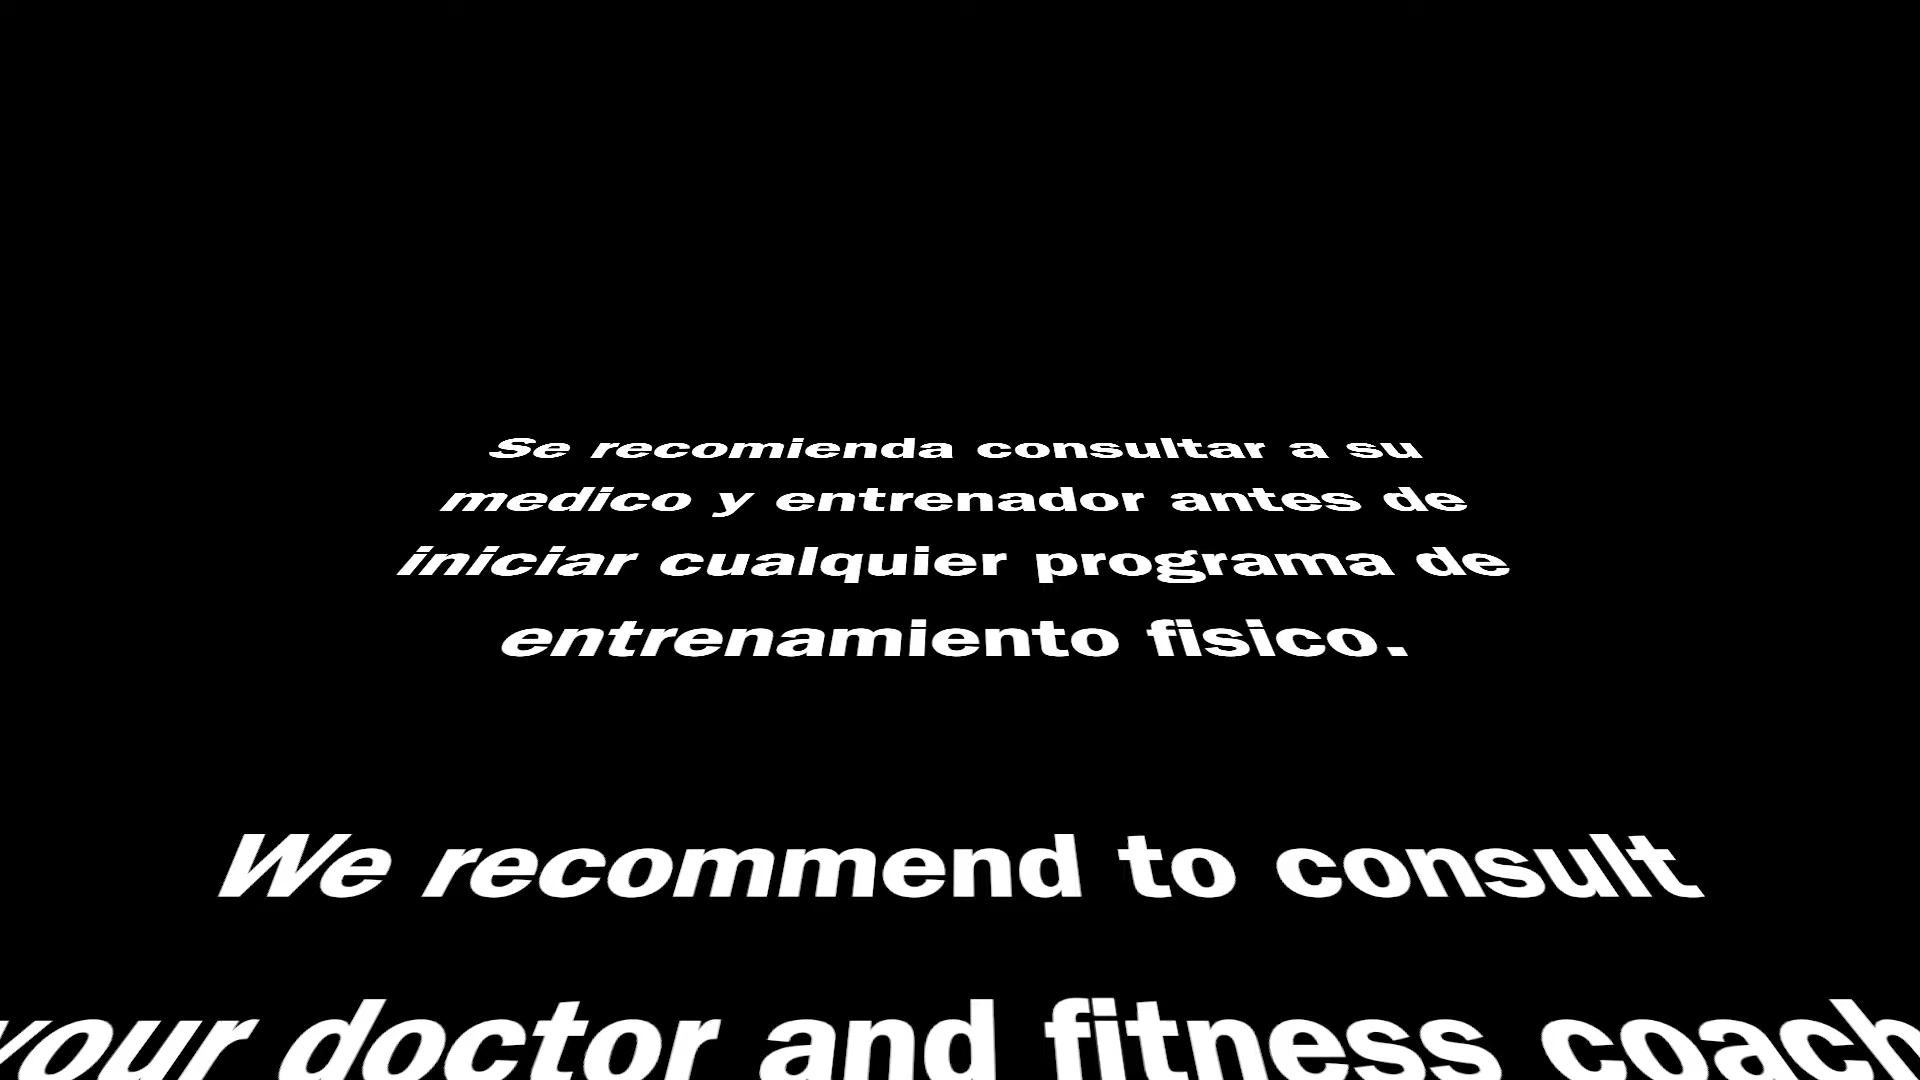 Se recomienda consultar a su
medico y entrenador antes de
iniciar cualquier programa de
entrenamiento fisico.
We recommend to consult
your doctor and fitness coach